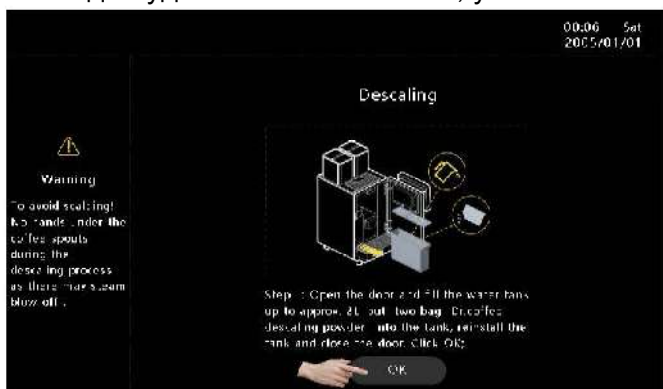 00:06 Sat
2005/01/01
Descaling
Warning
To avoid scalding!
No hands under the
coffee spouts
during the
descaling process
as there may steam
blow off .
Step : Open the door and fill the water tank
up to approx. 2L put two bag Dr.coffee
descaling powder into the tank, reinstall the
tank and close the door. Click OK;
OK